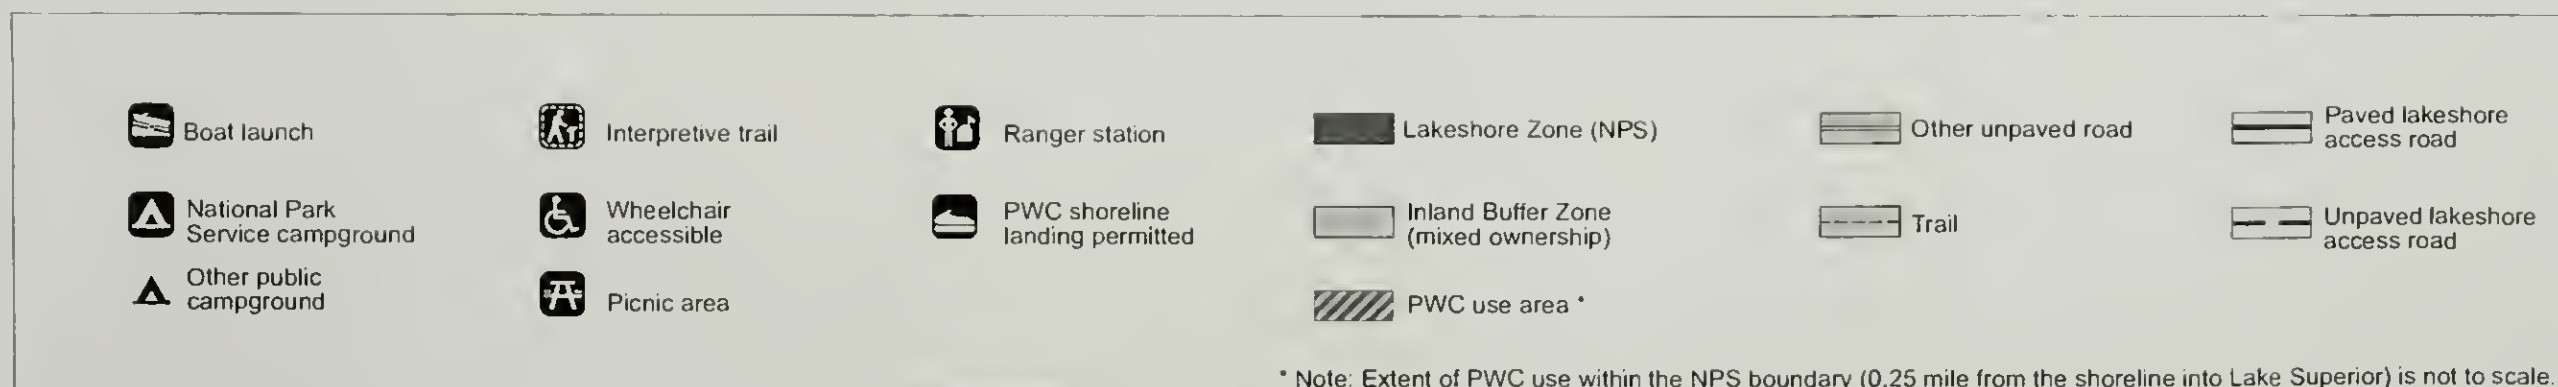 Boat launch
Interpretive trail
Ranger station
Lakeshore Zone (NPS)
Other unpaved road
Paved lakeshore
access road
National Park
Service campground
Wheelchair
accessible
PWC shoreline
landing permitted
Inland Buffer Zone
(mixed ownership)
Trail
Unpaved lakeshore
access road
Other public
campground
Picnic area
PWC use area *
* Note: Extent of PWC use within the NPS boundary (0.25 mile from the shoreline into Lake Superior) is not to scale.